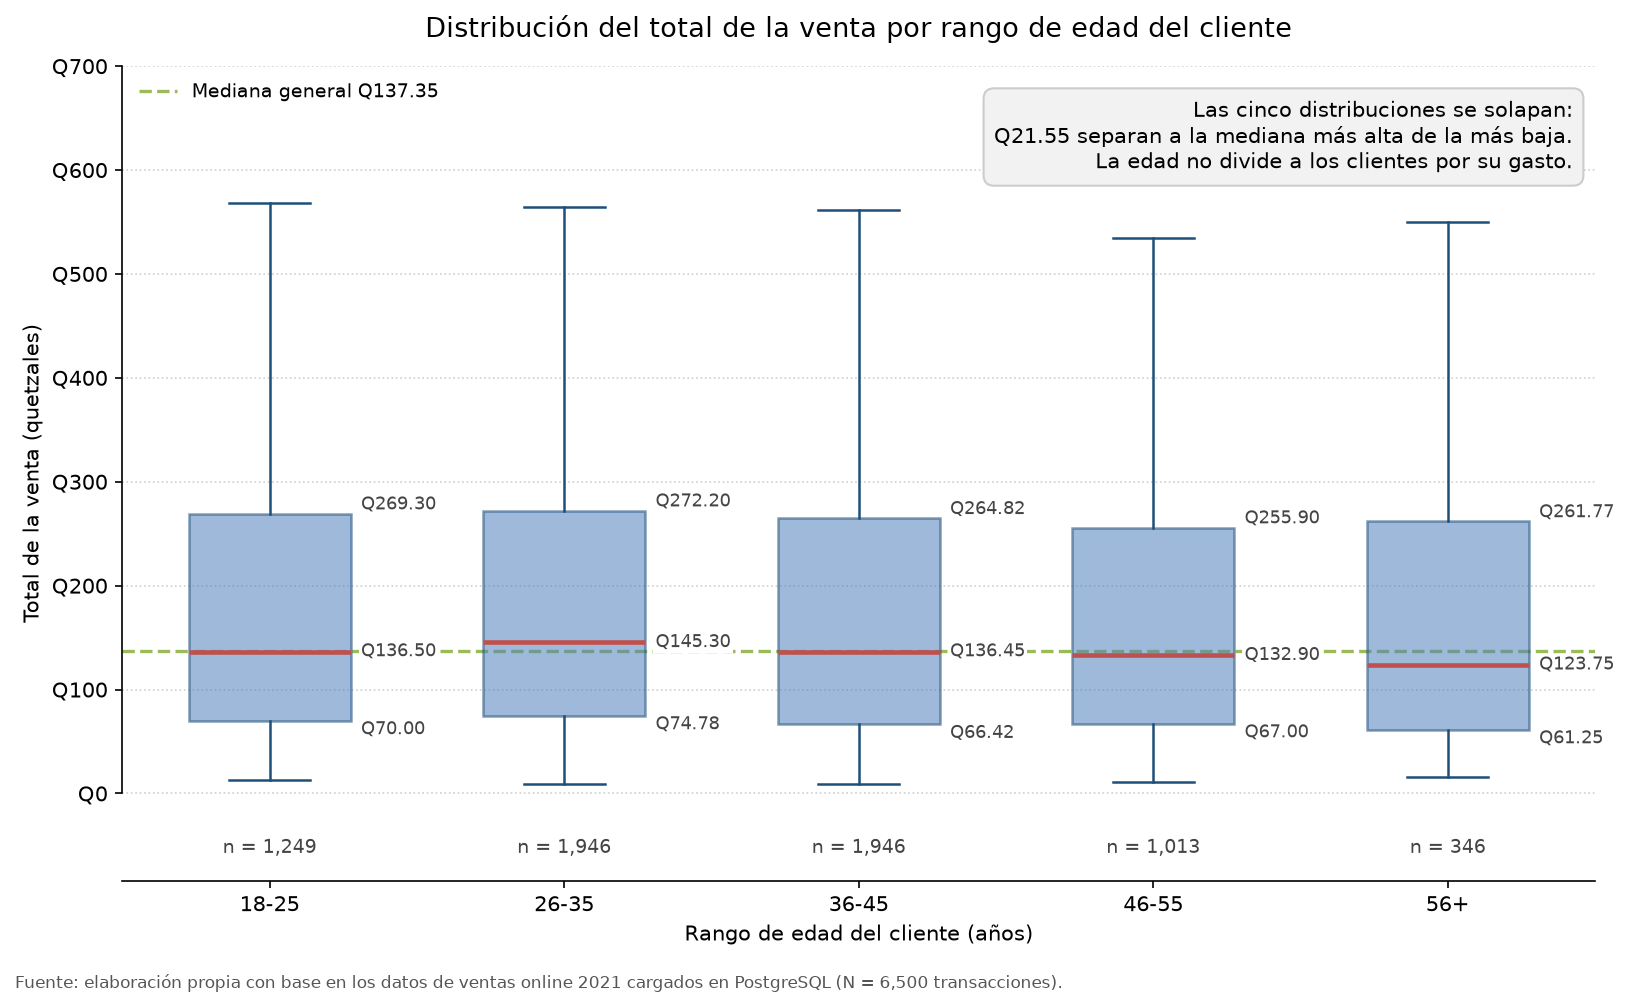 Distribución del total de la venta por rango de edad del cliente
Mediana general Q137.35
Las cinco distribuciones se solapan:
Q21.55 separan a la mediana más alta de la más baja.
La edad no divide a los clientes por su gasto.
Total de la venta (quetzales)
Q700
Q600
Q500
Q400
Q300
Q200
Q100
Q0
Q269.30
Q136.50
Q70.00
Q272.20
Q145.30
Q74.78
Q264.82
Q136.45
Q66.42
Q255.90
Q132.90
Q67.00
Q261.77
Q123.75
Q61.25
n = 1,249
n = 1,946
n = 1,946
n = 1,013
n = 346
18-25
26-35
36-45
46-55
56+
Rango de edad del cliente (años)
Fuente: elaboración propia con base en los datos de ventas online 2021 cargados en PostgreSQL (N = 6,500 transacciones).